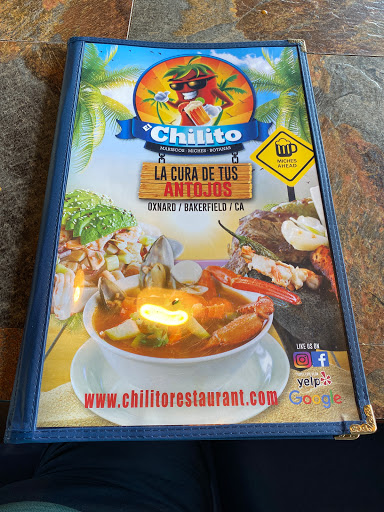 El
Chilito
MARISCOS · MICHES · BOTANAS
MICHES
AHEAD
LA CURA DE TUS
ANTOJOS
OXNARD / BAKERFIELD / CA
LIKE US ON
yelp
Google
www.chilitorestaurant.com